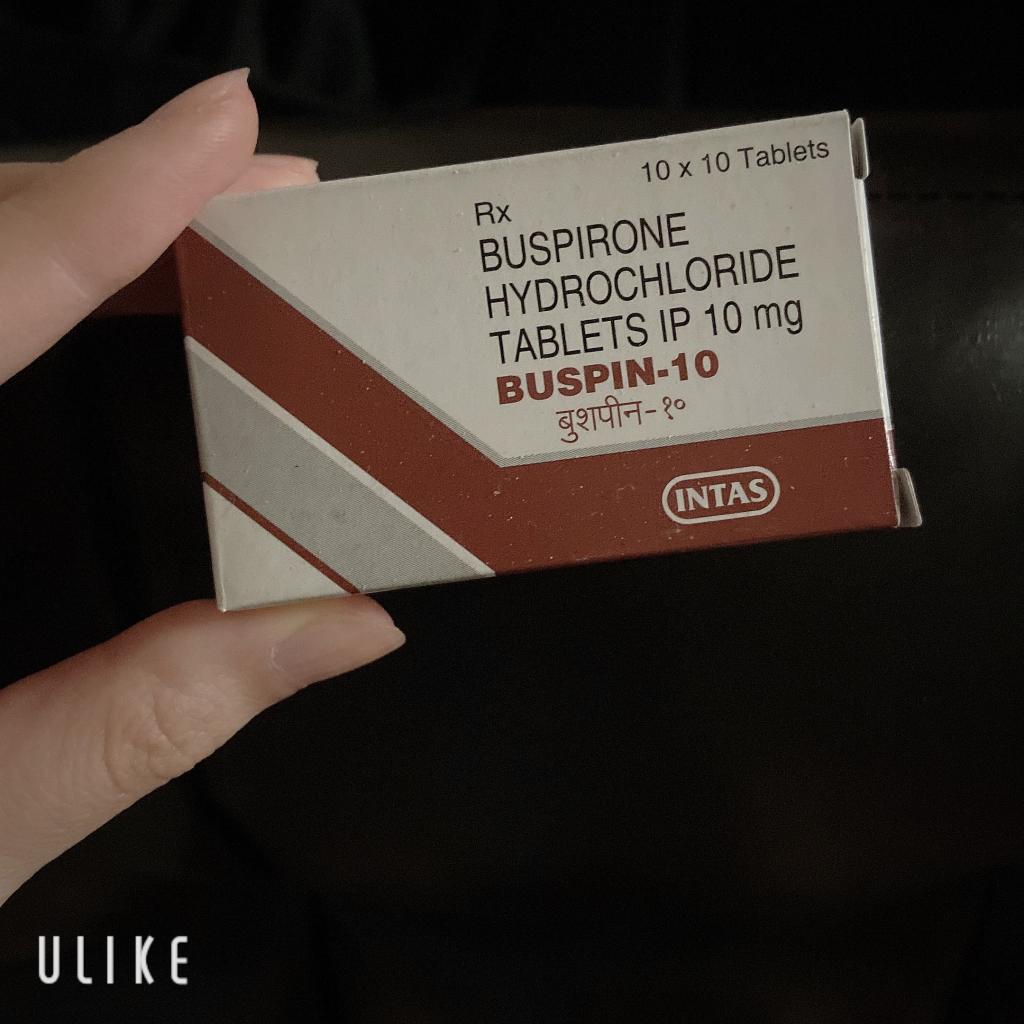 10 x 10 Tablets
Rx
BUSPIRONE
HYDROCHLORIDE
TABLETS IP 10 mg
BUSPIN-10
बुशपीन-१०
INTAS
ULIKE